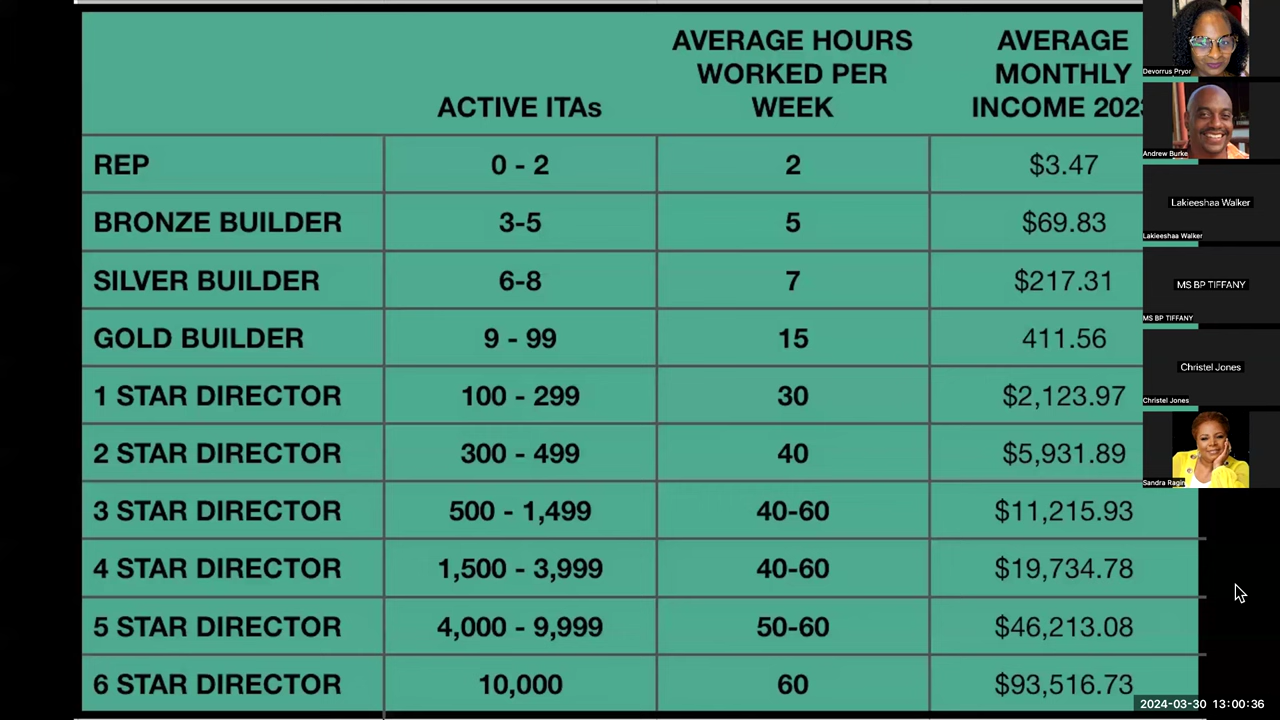 ACTIVE ITAs
AVERAGE HOURS
WORKED PER
WEEK
AVERAGE
MONTHLY
INCOME 2023
REP 0 - 2 2 $3.47
BRONZE BUILDER 3-5 5 $69.83
SILVER BUILDER 6-8 7 $217.31
GOLD BUILDER 9 - 99 15 411.56
1 STAR DIRECTOR 100 - 299 30 $2,123.97
2 STAR DIRECTOR 300 - 499 40 $5,931.89
3 STAR DIRECTOR 500 - 1,499 40-60 $11,215.93
4 STAR DIRECTOR 1,500 - 3,999 40-60 $19,734.78
5 STAR DIRECTOR 4,000 - 9,999 50-60 $46,213.08
6 STAR DIRECTOR 10,000 60 $93,516.73
Devorrus Pryor
Andrew Burke
Lakieeshaa Walker
Lakieeshaa Walker
MS BP TIFFANY
MS BP TIFFANY
Christel Jones
Christel Jones
Sandra Ragin
2024-03-30 13:00:36